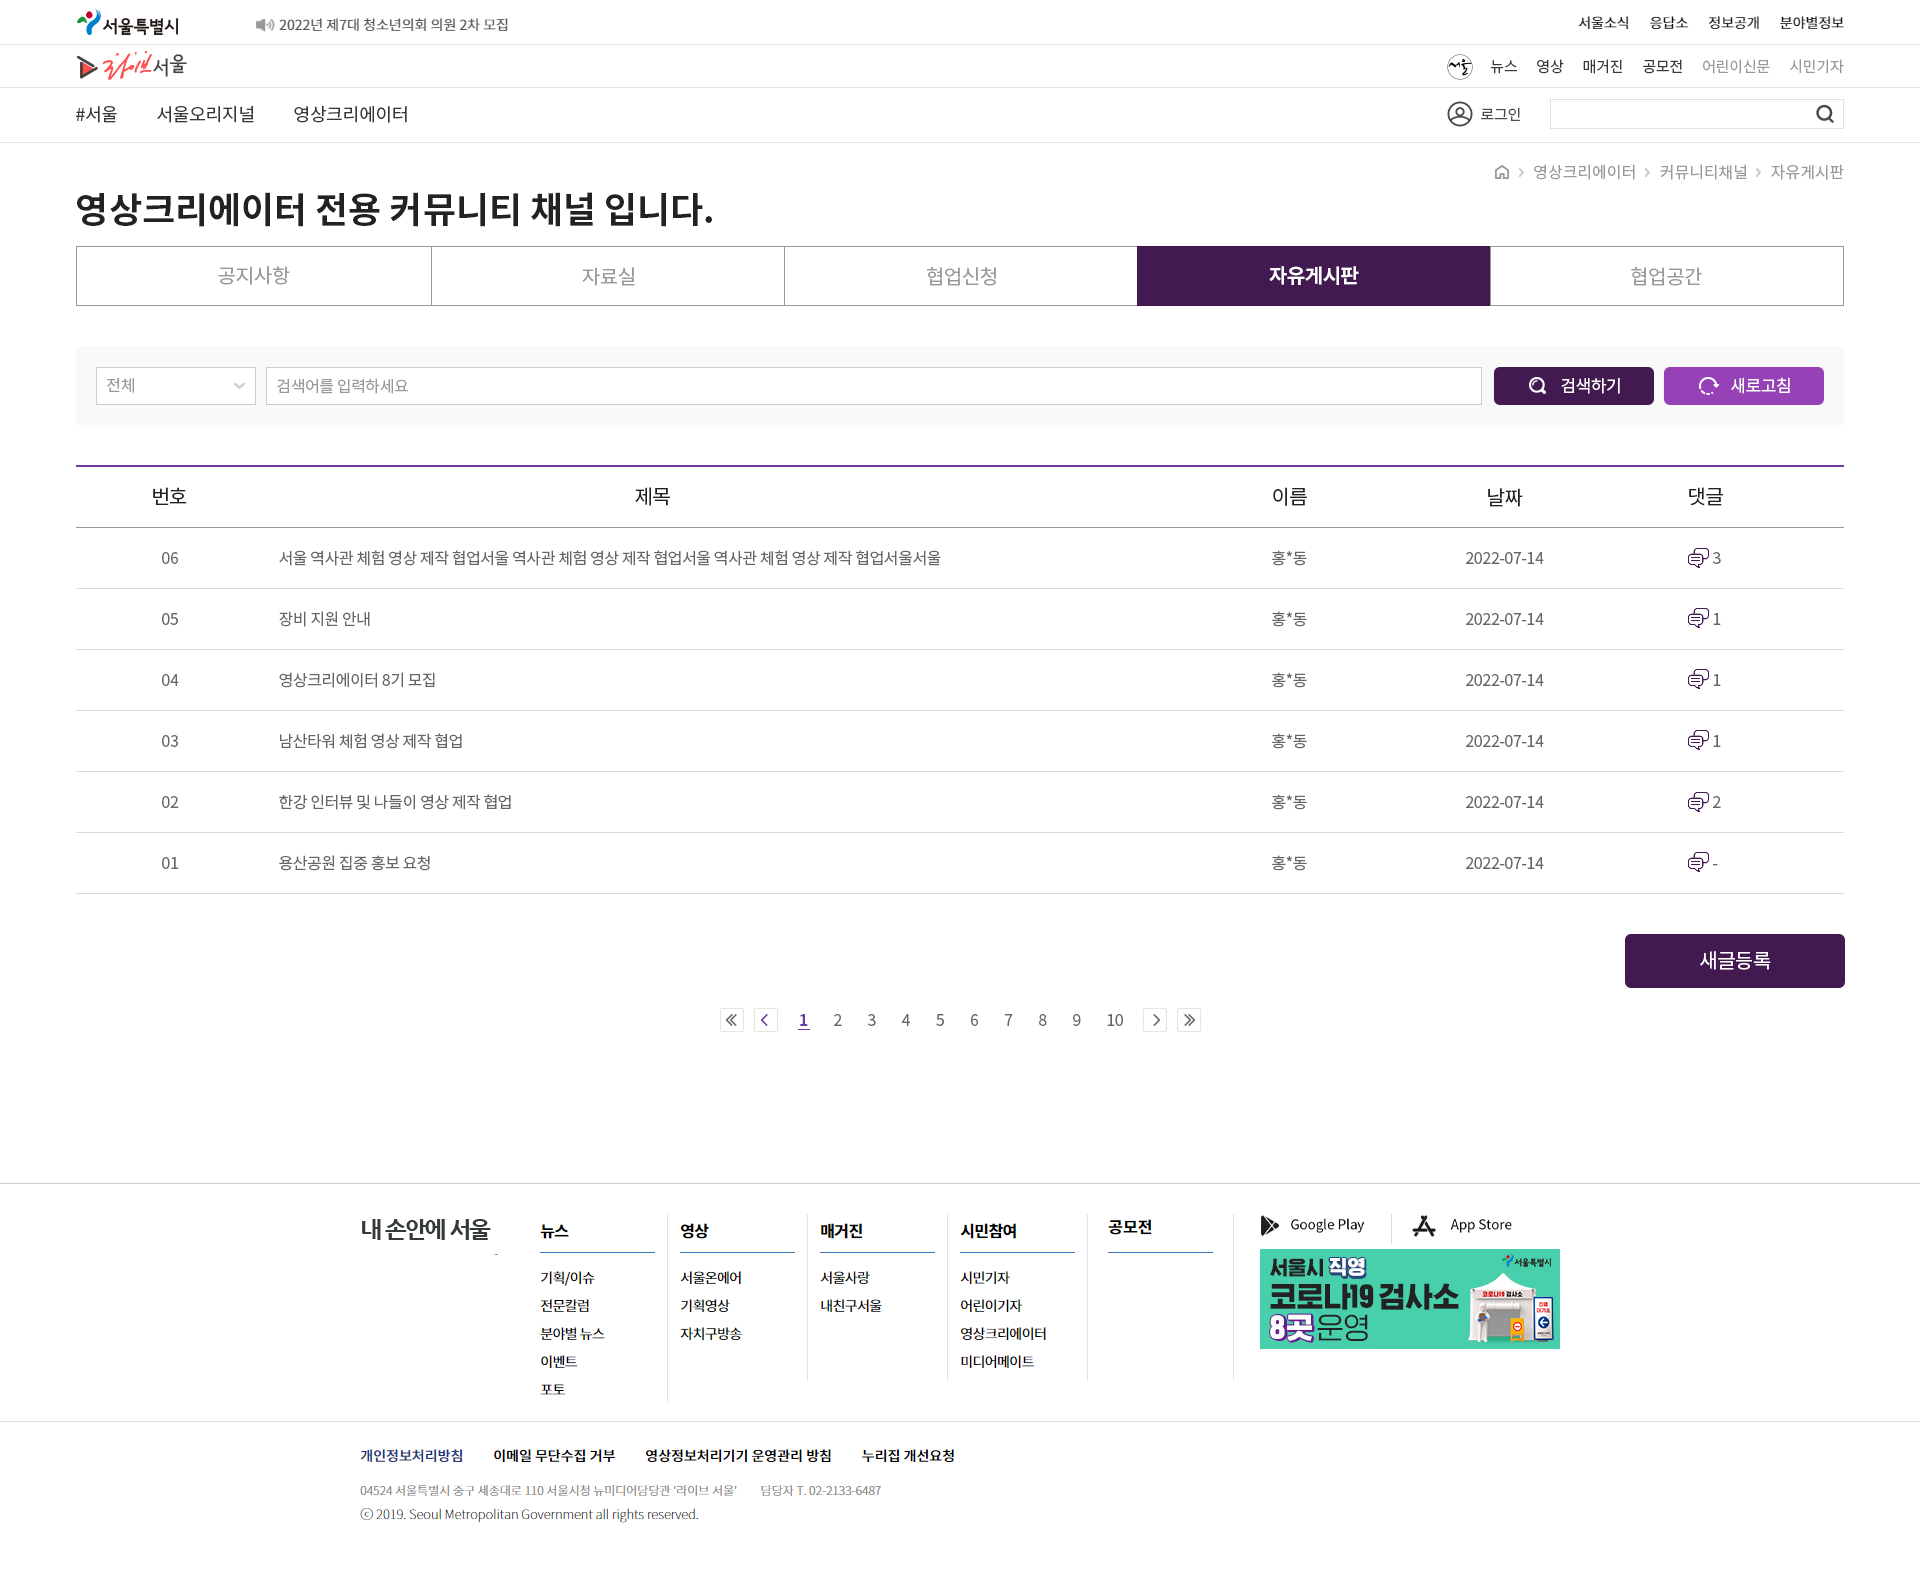 서울특별시
2022년 제7대 청소년의회 의원 2차 모집
서울소식 응답소 정보공개 분야별정보
라이브서울
서울 뉴스 영상 매거진 공모전 어린이신문 시민기자
#서울 서울오리지널 영상크리에이터
로그인
영상크리에이터 > 커뮤니티채널 > 자유게시판
영상크리에이터 전용 커뮤니티 채널 입니다.
공지사항 자료실 협업신청 자유게시판 협업공간
전체 검색어를 입력하세요 검색하기 새로고침
번호 제목 이름 날짜 댓글
06 서울 역사관 체험 영상 제작 협업서울 역사관 체험 영상 제작 협업서울 역사관 체험 영상 제작 협업서울서울 홍*동 2022-07-14 3
05 장비 지원 안내 홍*동 2022-07-14 1
04 영상크리에이터 8기 모집 홍*동 2022-07-14 1
03 남산타워 체험 영상 제작 협업 홍*동 2022-07-14 1
02 한강 인터뷰 및 나들이 영상 제작 협업 홍*동 2022-07-14 2
01 용산공원 집중 홍보 요청 홍*동 2022-07-14 -
새글등록
1 2 3 4 5 6 7 8 9 10
내 손안에 서울
뉴스
기획/이슈
전문칼럼
분야별 뉴스
이벤트
포토
영상
서울온에어
기획영상
자치구방송
매거진
서울사랑
내친구서울
시민참여
시민기자
어린이기자
영상크리에이터
미디어메이트
공모전
Google Play App Store
서울특별시
서울시 직영
코로나19 검사소
8곳운영
코로나19 검사소
개인정보처리방침 이메일 무단수집 거부 영상정보처리기기 운영관리 방침 누리집 개선요청
04524 서울특별시 중구 세종대로 110 서울시청 뉴미디어담당관 '라이브 서울' 담당자 T. 02-2133-6487
ⓒ 2019. Seoul Metropolitan Government all rights reserved.